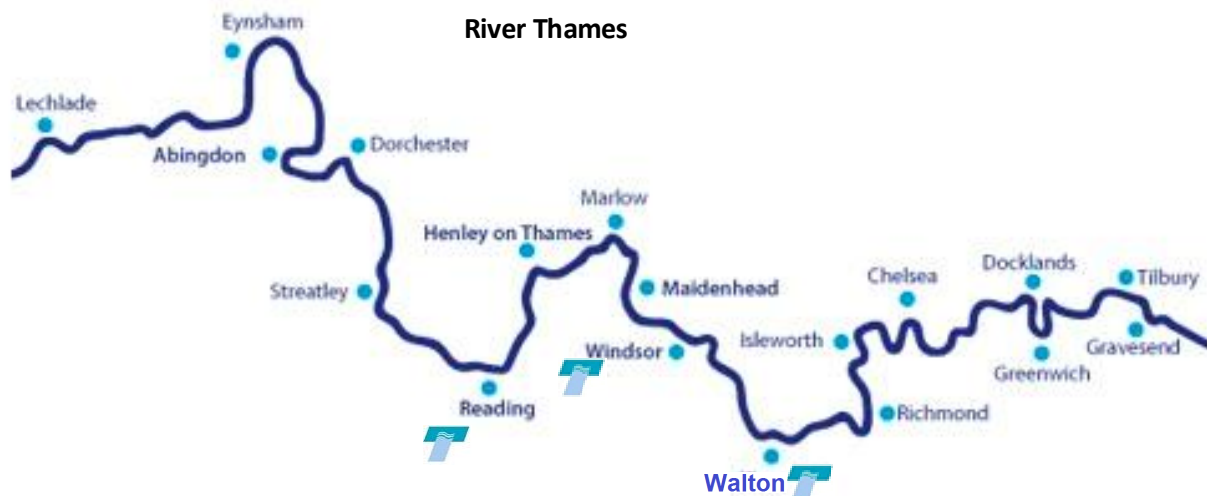 River Thames
Eynsham
Lechlade
Abingdon
Dorchester
Marlow
Henley on Thames
Streatley
Maidenhead
Chelsea
Docklands
Tilbury
Isleworth
Windsor
Gravesend
Greenwich
Reading
Richmond
Walton